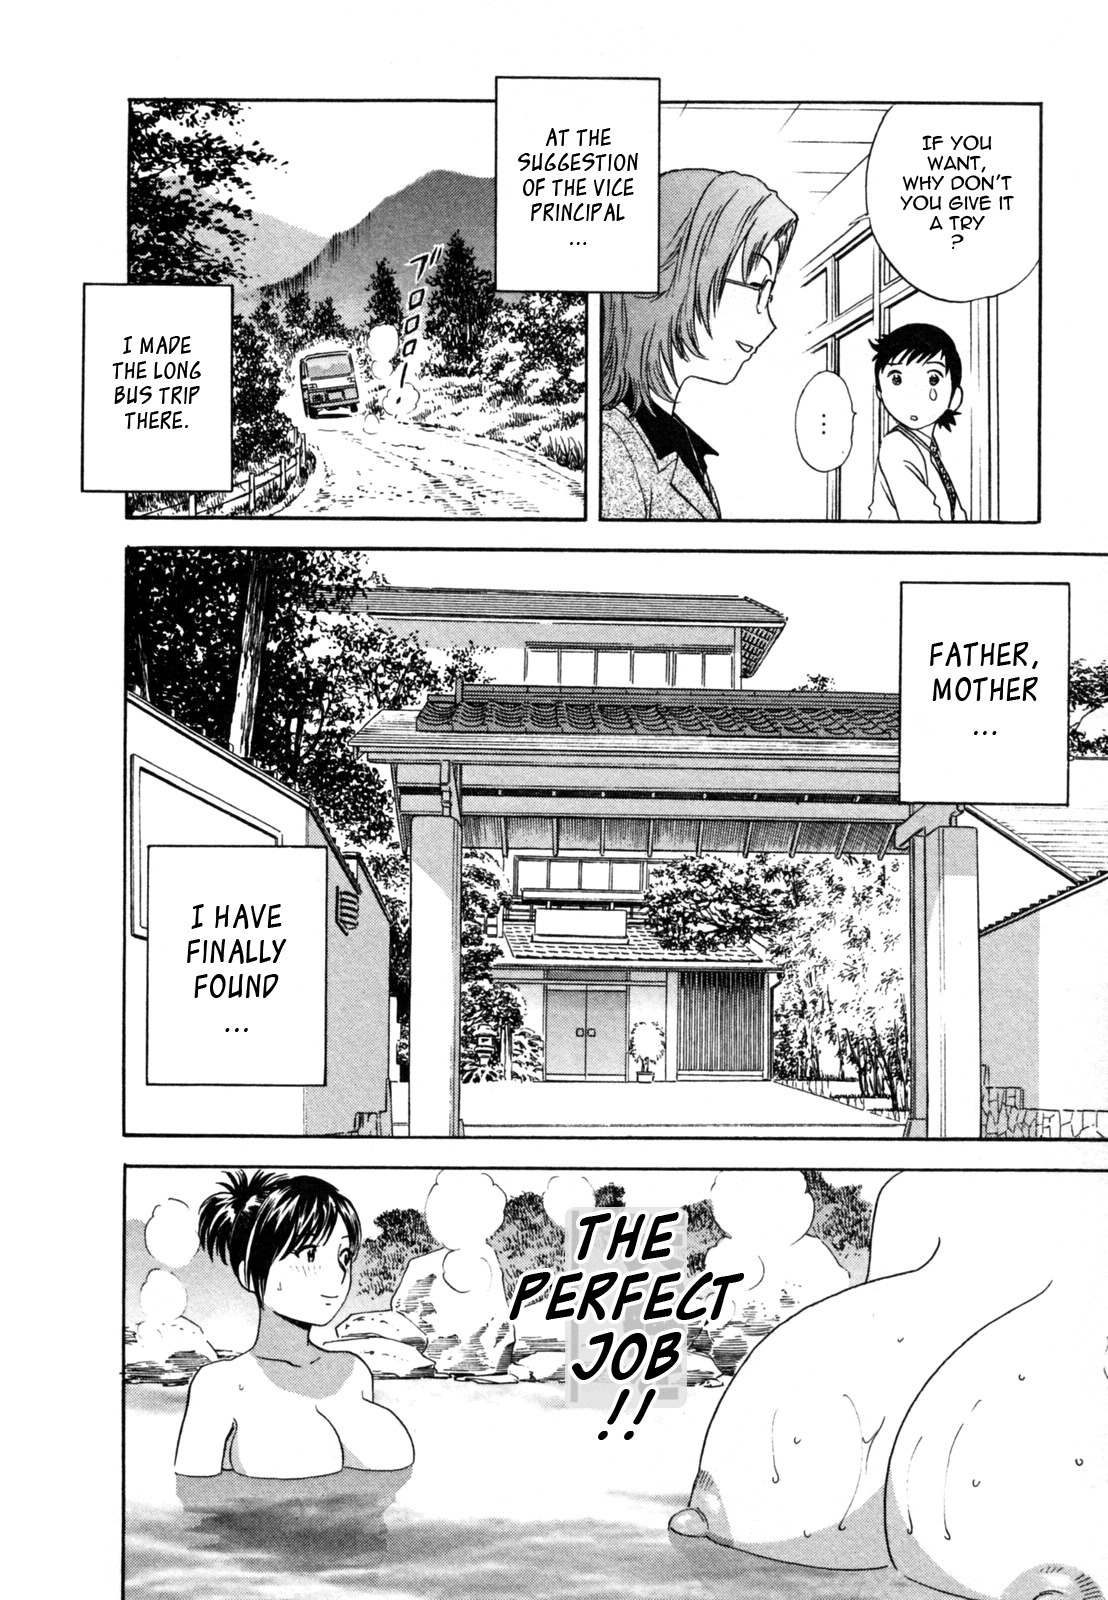 IF YOU
WANT,
WHY DON'T
YOU GIVE IT
A TRY
?
...
AT THE
SUGGESTION
OF THE VICE
PRINCIPAL
...
ブロロロー
I MADE
THE LONG
BUS TRIP
THERE.
FATHER,
MOTHER
...
I HAVE
FINALLY
FOUND
...
THE
PERFECT
JOB
!!